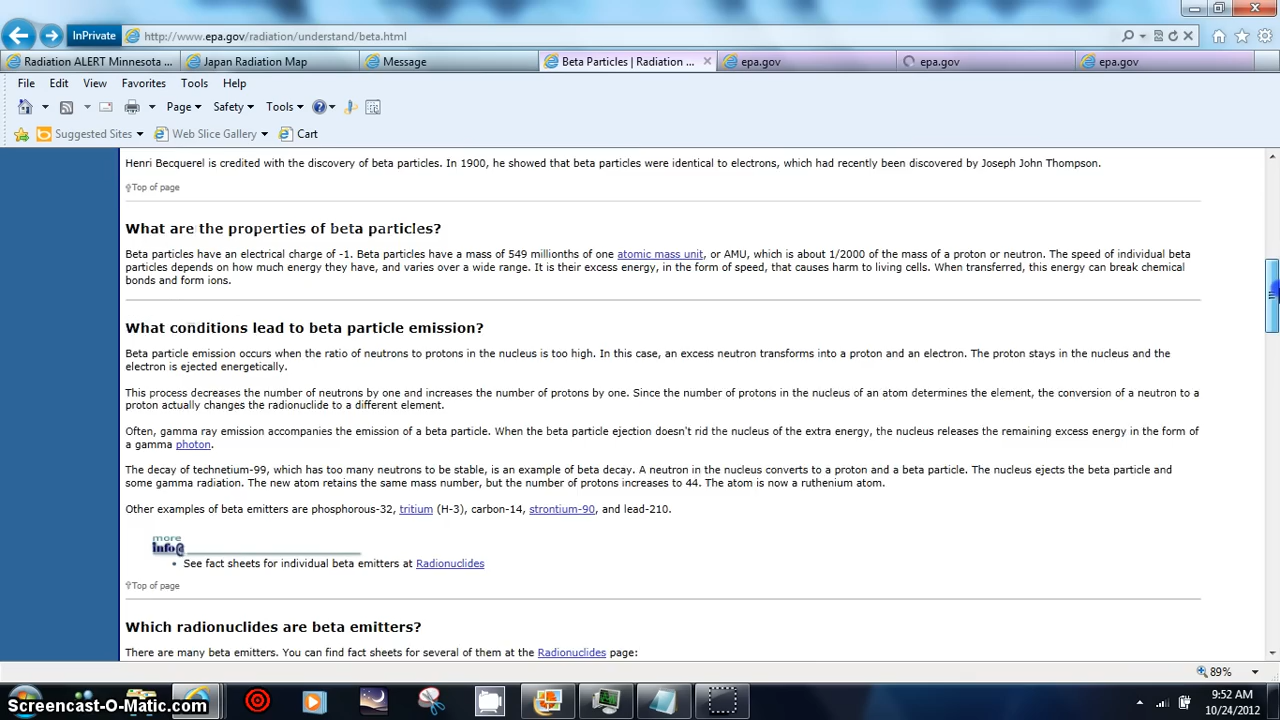 InPrivate http://www.epa.gov/radiation/understand/beta.html
Radiation ALERT Minnesota ... Japan Radiation Map Message Beta Particles | Radiation ... epa.gov epa.gov epa.gov
File Edit View Favorites Tools Help
Page Safety Tools
Suggested Sites Web Slice Gallery Cart
Henri Becquerel is credited with the discovery of beta particles. In 1900, he showed that beta particles were identical to electrons, which had recently been discovered by Joseph John Thompson.
Top of page
What are the properties of beta particles?
Beta particles have an electrical charge of -1. Beta particles have a mass of 549 millionths of one atomic mass unit, or AMU, which is about 1/2000 of the mass of a proton or neutron. The speed of individual beta
particles depends on how much energy they have, and varies over a wide range. It is their excess energy, in the form of speed, that causes harm to living cells. When transferred, this energy can break chemical
bonds and form ions.
What conditions lead to beta particle emission?
Beta particle emission occurs when the ratio of neutrons to protons in the nucleus is too high. In this case, an excess neutron transforms into a proton and an electron. The proton stays in the nucleus and the
electron is ejected energetically.
This process decreases the number of neutrons by one and increases the number of protons by one. Since the number of protons in the nucleus of an atom determines the element, the conversion of a neutron to a
proton actually changes the radionuclide to a different element.
Often, gamma ray emission accompanies the emission of a beta particle. When the beta particle ejection doesn't rid the nucleus of the extra energy, the nucleus releases the remaining excess energy in the form of
a gamma photon.
The decay of technetium-99, which has too many neutrons to be stable, is an example of beta decay. A neutron in the nucleus converts to a proton and a beta particle. The nucleus ejects the beta particle and
some gamma radiation. The new atom retains the same mass number, but the number of protons increases to 44. The atom is now a ruthenium atom.
Other examples of beta emitters are phosphorous-32, tritium (H-3), carbon-14, strontium-90, and lead-210.
more
info@
• See fact sheets for individual beta emitters at Radionuclides
Top of page
Which radionuclides are beta emitters?
There are many beta emitters. You can find fact sheets for several of them at the Radionuclides page:
89%
9:52 AM
Screencast-O-Matic.com
10/24/2012